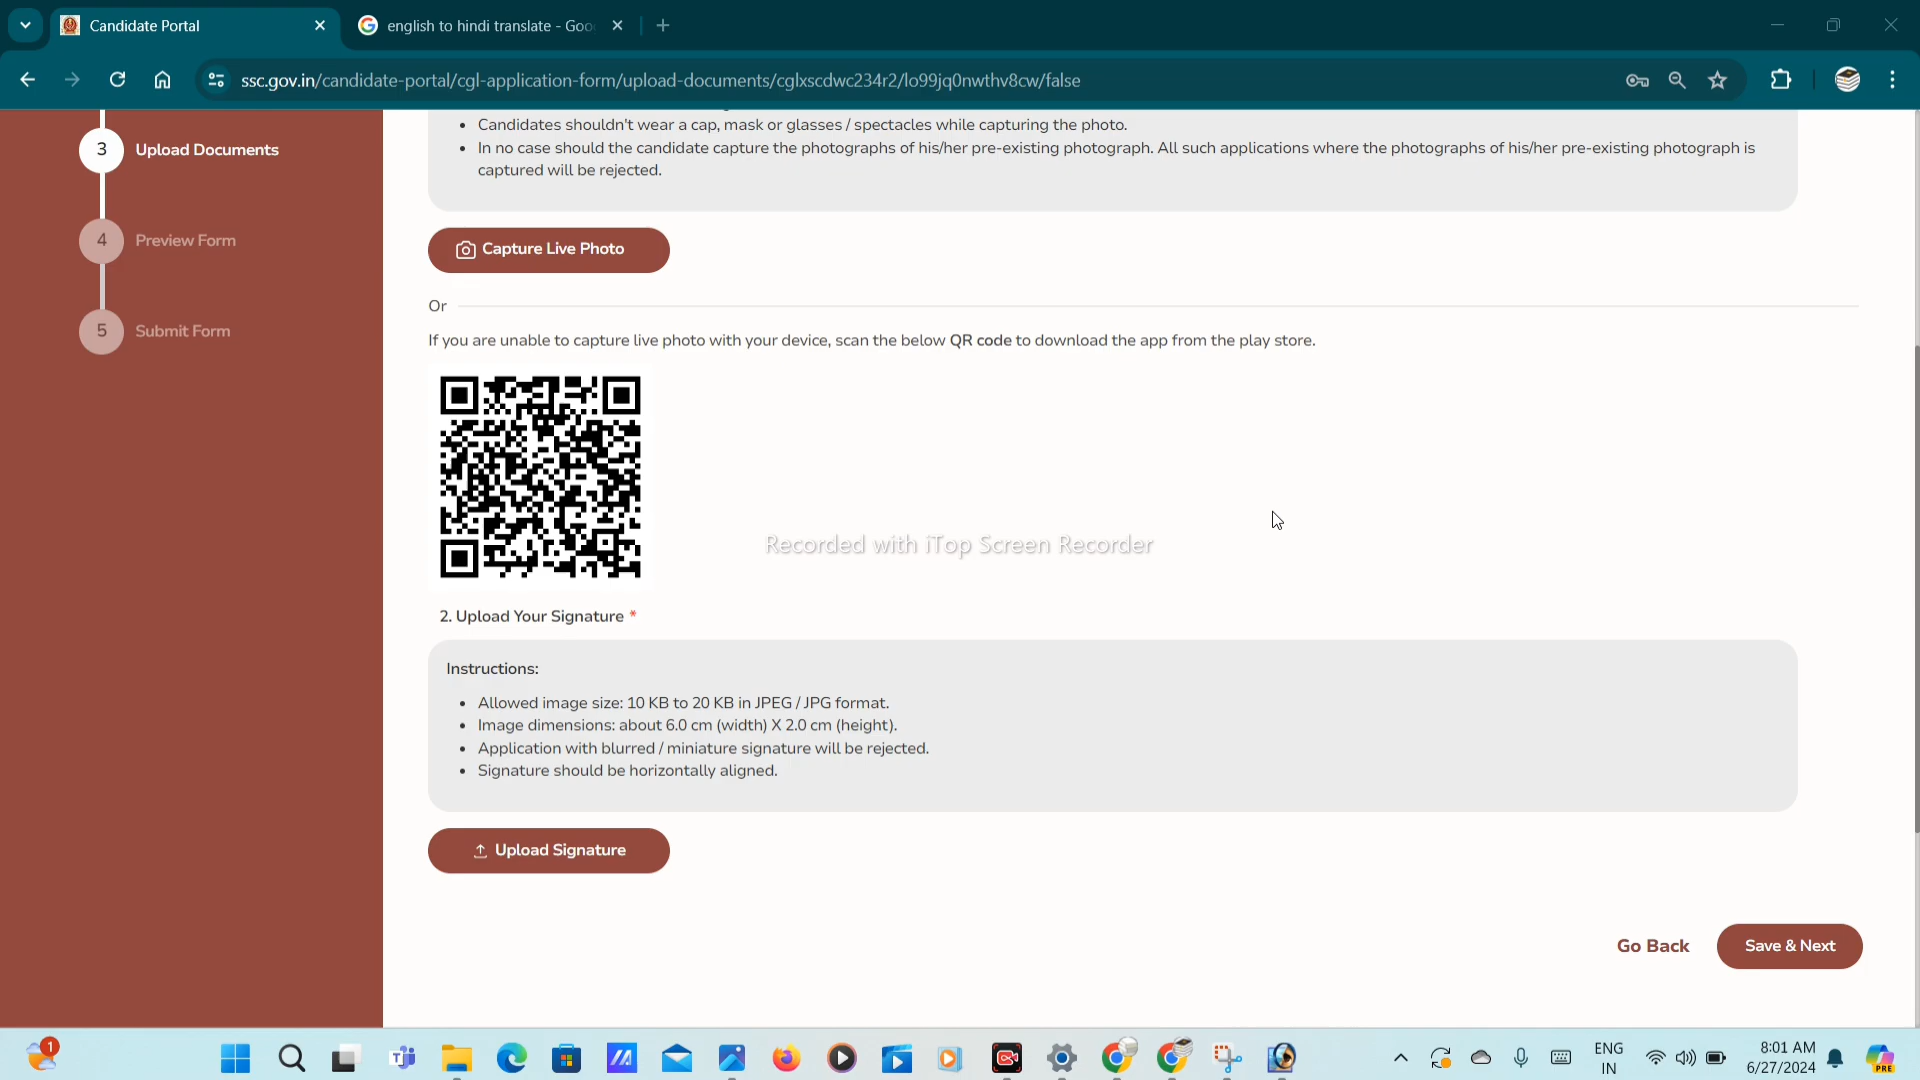 Candidate Portal
english to hindi translate - Goo
ssc.gov.in/candidate-portal/cgl-application-form/upload-documents/cglxscdwc234r2/lo99jq0nwthv8cw/false
3 Upload Documents
4 Preview Form
5 Submit Form
Candidates shouldn't wear a cap, mask or glasses / spectacles while capturing the photo.
In no case should the candidate capture the photographs of his/her pre-existing photograph. All such applications where the photographs of his/her pre-existing photograph is
captured will be rejected.
Capture Live Photo
Or
If you are unable to capture live photo with your device, scan the below QR code to download the app from the play store.
Recorded with iTop Screen Recorder
2. Upload Your Signature *
Instructions:
Allowed image size: 10 KB to 20 KB in JPEG / JPG format.
Image dimensions: about 6.0 cm (width) X 2.0 cm (height).
Application with blurred / miniature signature will be rejected.
Signature should be horizontally aligned.
Upload Signature
Go Back
Save & Next
1
ENG
IN
8:01 AM
6/27/2024
PRE